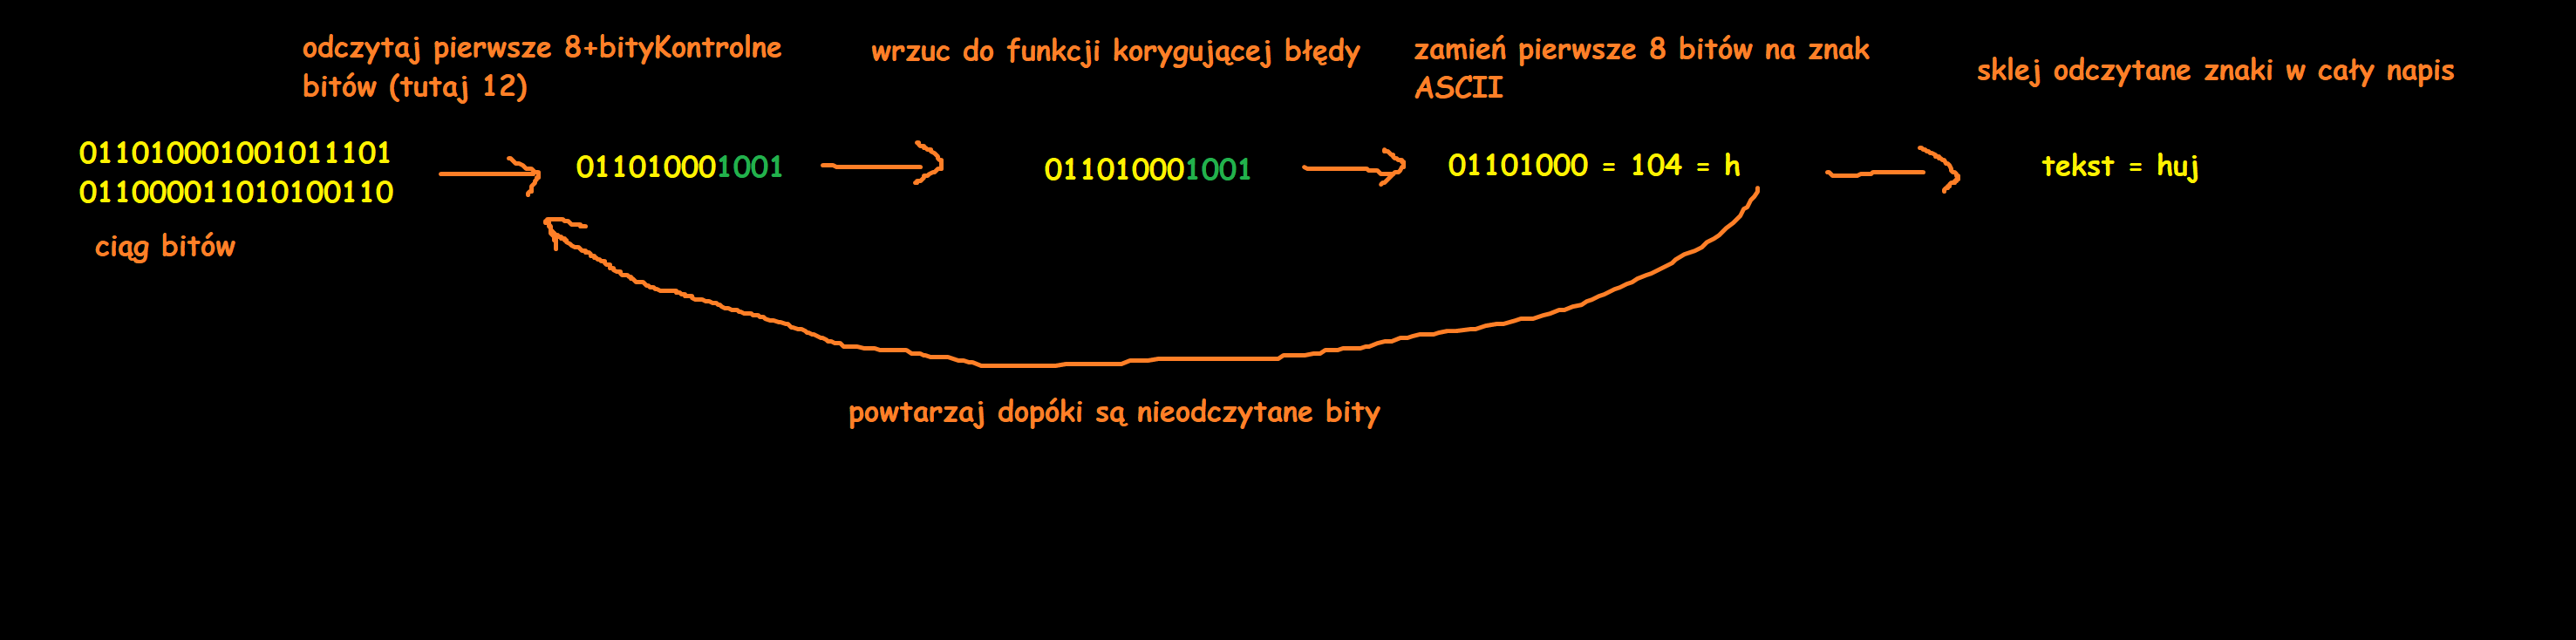 odczytaj pierwsze 8+bityKontrolne
bitów (tutaj 12)
wrzuc do funkcji korygującej błędy
zamień pierwsze 8 bitów na znak
ASCII
sklej odczytane znaki w cały napis
011010001001011101
011000011010100110
ciąg bitów
011010001001
011010001001
01101000 = 104 = h
tekst = huj
powtarzaj dopóki są nieodczytane bity